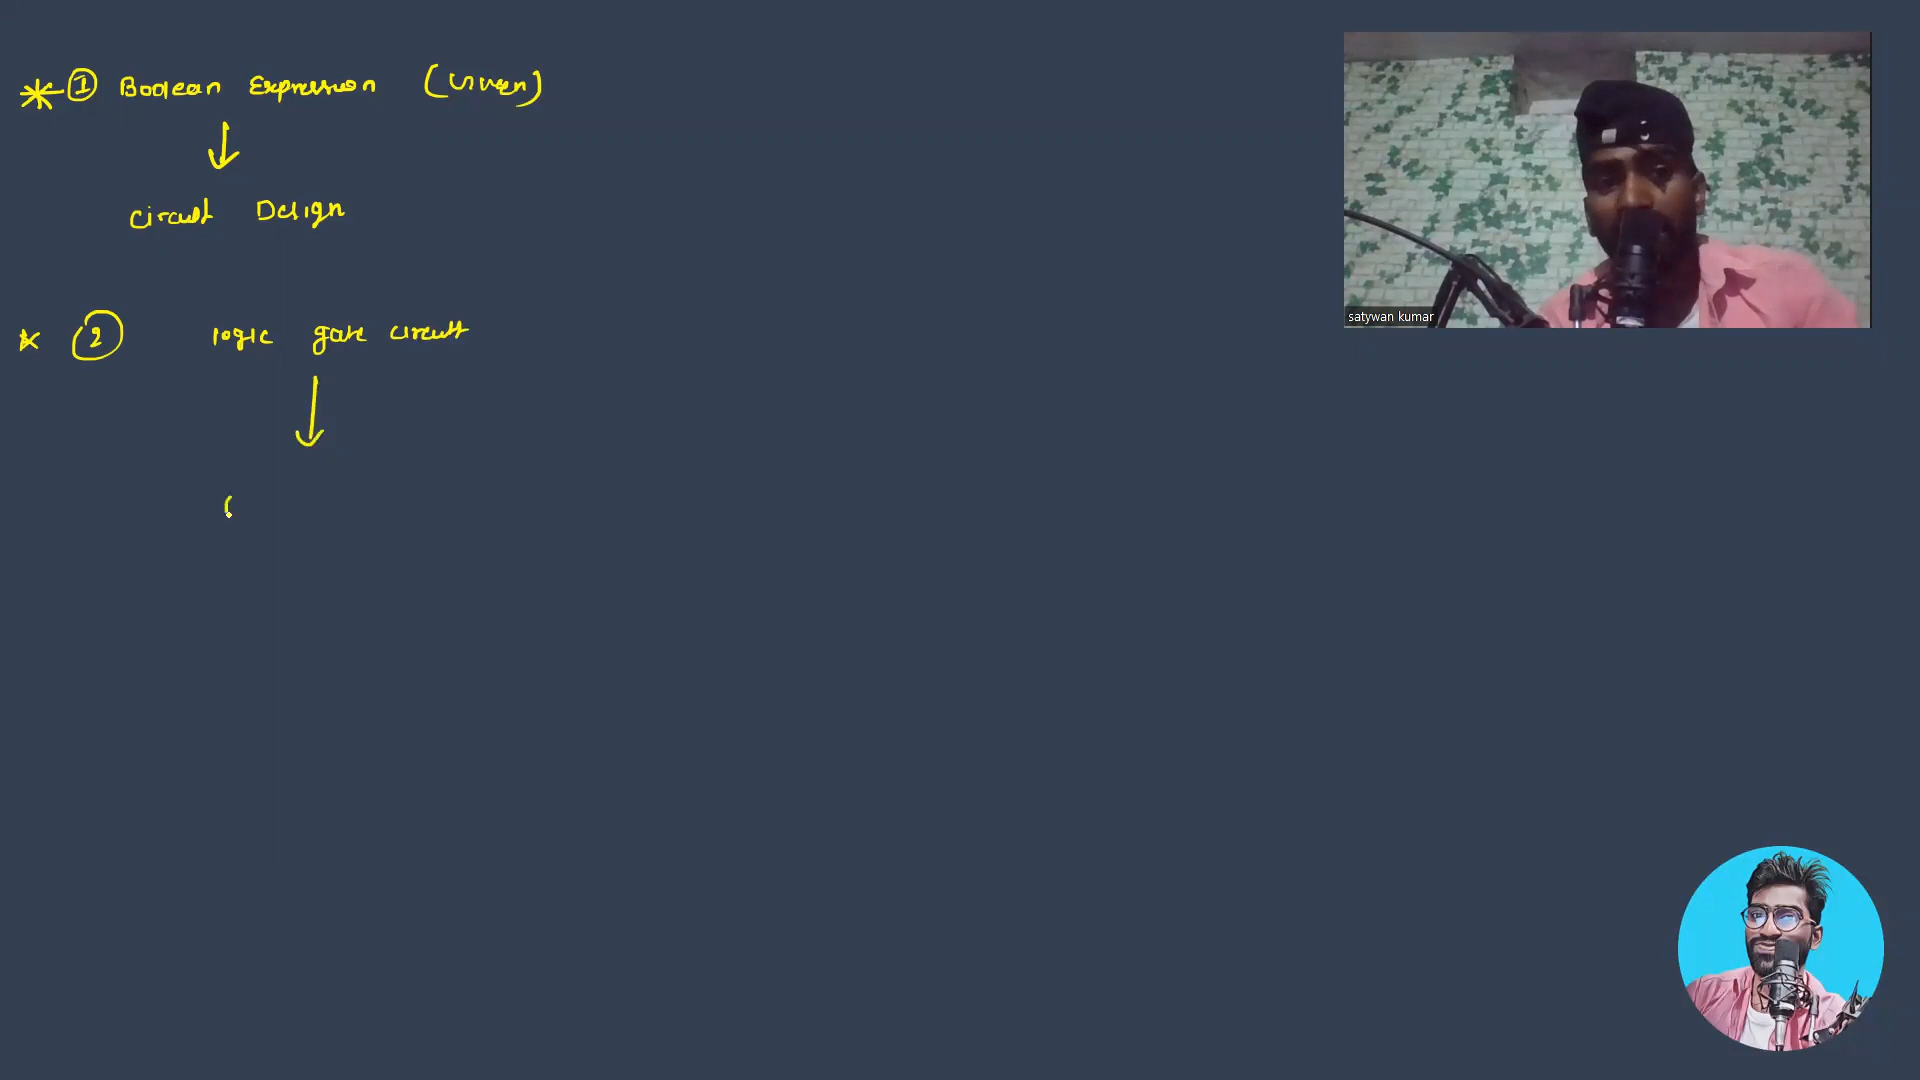 * ① Boolean Expression (Given)
↓
Circuit Design
* ② logic gate circuit
↓
(
satywan kumar